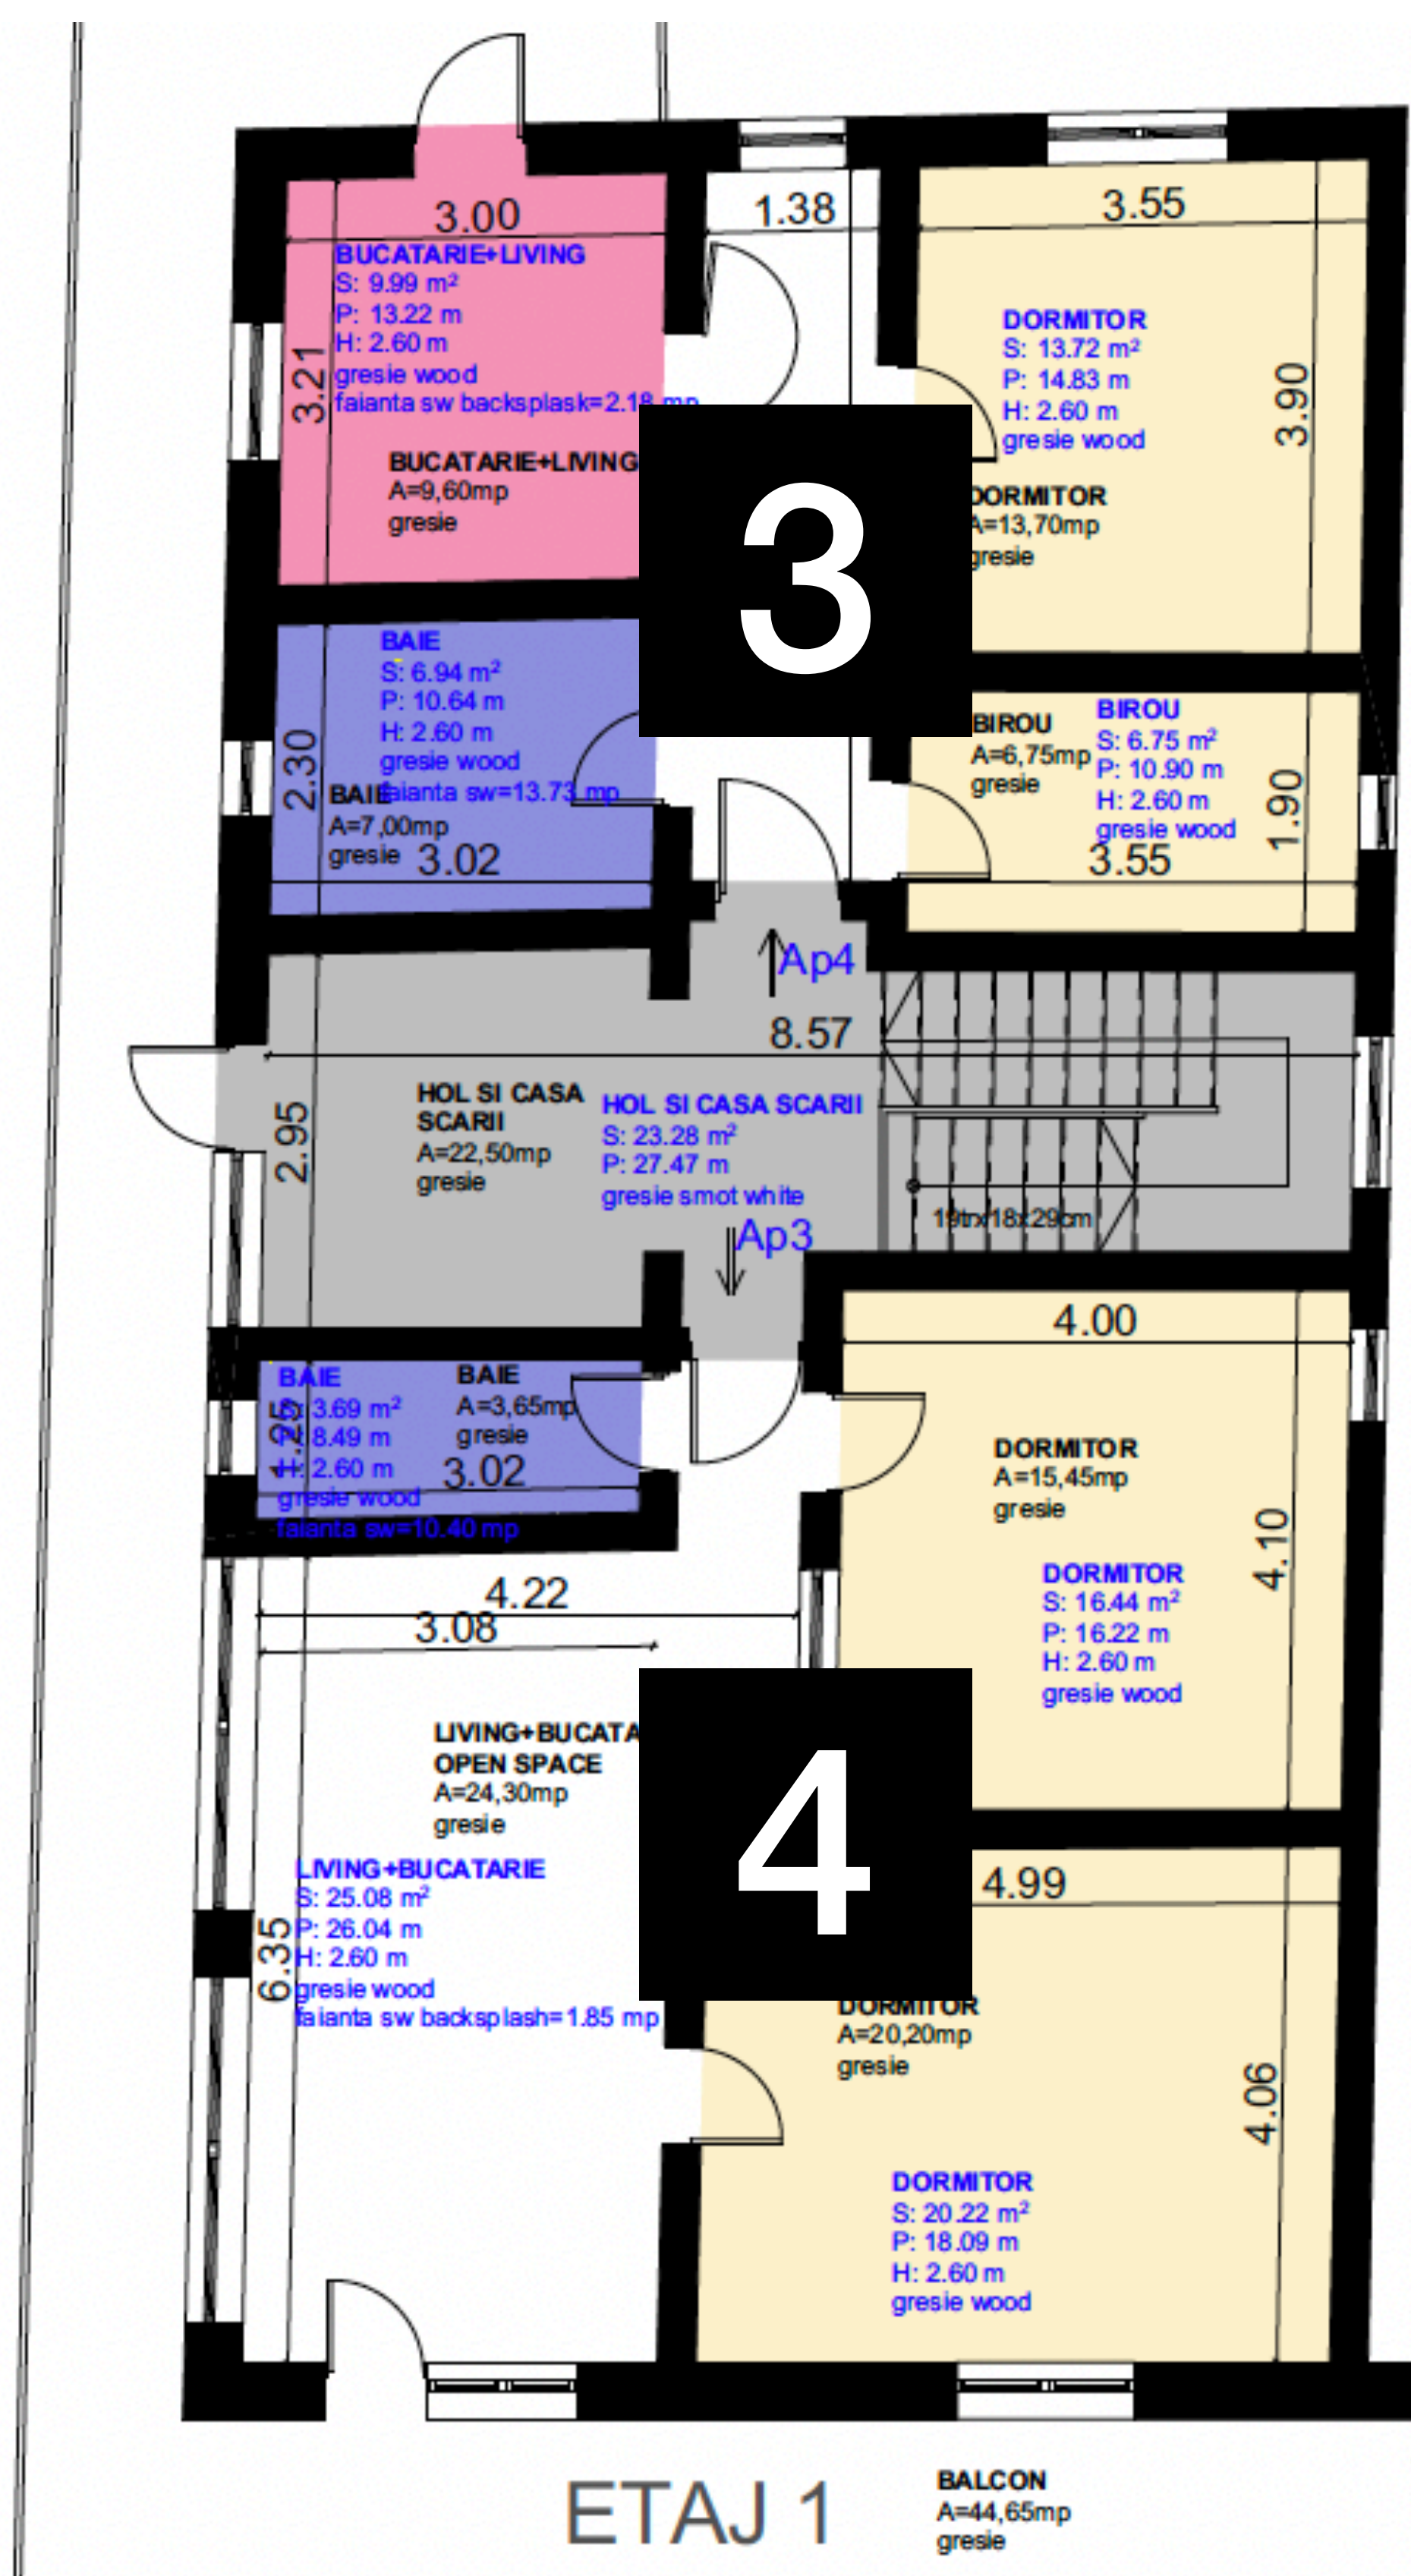 3.00
1.38
3.55
BUCATARIE+LIVING
S: 9.99 m²
P: 13.22 m
H: 2.60 m
gresie wood
faianta sw backsplask=2.18 mp
3.21
BUCATARIE+LIVING
A=9,60mp
gresie
DORMITOR
S: 13.72 m²
P: 14.83 m
H: 2.60 m
gresie wood
3.90
DORMITOR
A=13,70mp
gresie
3
BAIE
S: 6.94 m²
P: 10.64 m
H: 2.60 m
gresie wood
faianta sw=13.73 mp
2.30
BAIE
A=7,00mp
gresie
3.02
BIROU
A=6,75mp
gresie
BIROU
S: 6.75 m²
P: 10.90 m
H: 2.60 m
gresie wood
1.90
3.55
Ap4
8.57
HOL SI CASA
SCARII
A=22,50mp
gresie
2.95
HOL SI CASA SCARII
S: 23.28 m²
P: 27.47 m
gresie smot white
19trx18x29cm
Ap3
4.00
BAIE
S: 3.69 m²
P: 8.49 m
H: 2.60 m
gresie wood
faianta sw=10.40 mp
BAIE
A=3,65mp
gresie
3.02
DORMITOR
A=15,45mp
gresie
4.10
DORMITOR
S: 16.44 m²
P: 16.22 m
H: 2.60 m
gresie wood
4.22
3.08
LIVING+BUCATA
OPEN SPACE
A=24,30mp
gresie
4
LIVING+BUCATARIE
S: 25.08 m²
P: 26.04 m
H: 2.60 m
gresie wood
faianta sw backsplash=1.85 mp
6.35
4.99
DORMITOR
A=20,20mp
gresie
4.06
DORMITOR
S: 20.22 m²
P: 18.09 m
H: 2.60 m
gresie wood
ETAJ 1
BALCON
A=44,65mp
gresie